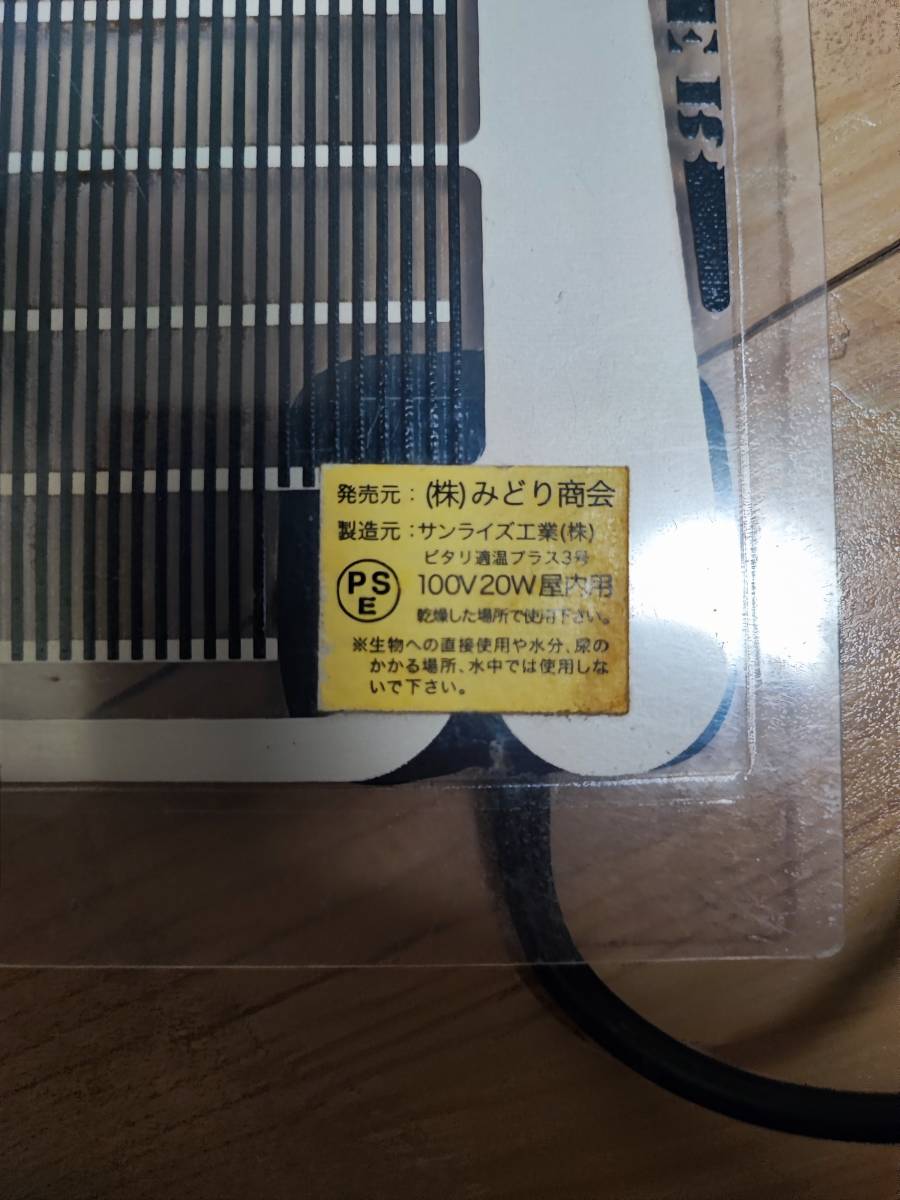 ER
発売元：(株)みどり商会
製造元：サンライズ工業(株)
ピタリ適温プラス3号
PS
E
100V20W屋内用
乾燥した場所で使用下さい。
※生物への直接使用や水分、尿の
かかる場所、水中では使用しな
いで下さい。